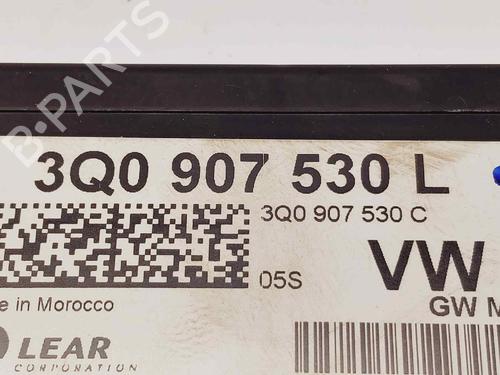 3Q0 907 530 L
3Q0 907 530 C
05S
VW
e in Morocco
GW M
LEAR
CORPORATION
B-PARTS